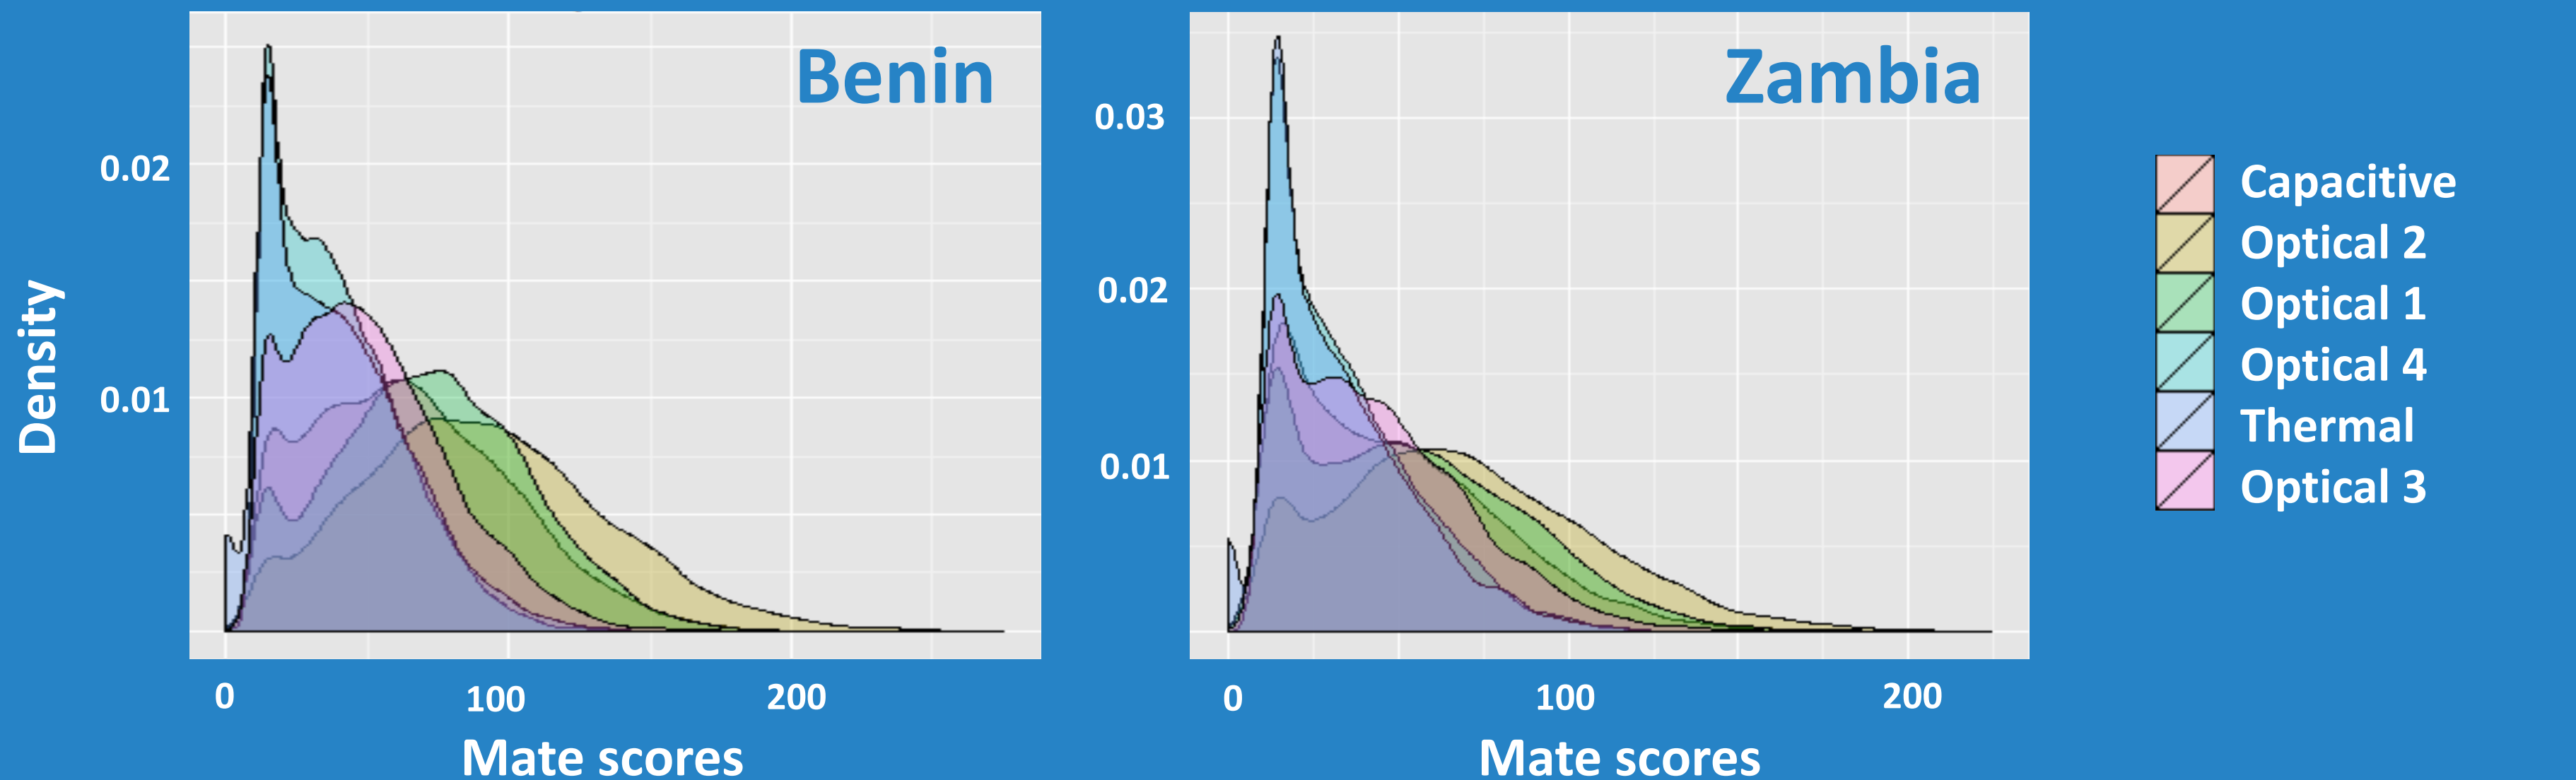 Benin
0.02
0.01
Density
0
100
200
Mate scores
Zambia
0.03
0.02
0.01
0
100
200
Mate scores
Capacitive
Optical 2
Optical 1
Optical 4
Thermal
Optical 3